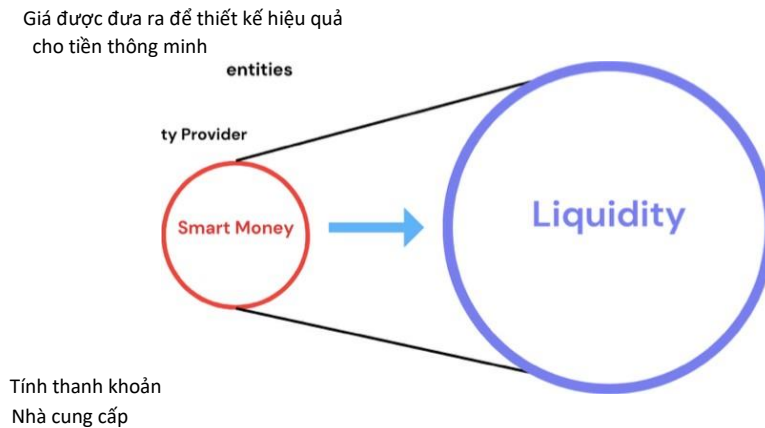 Giá được đưa ra để thiết kế hiệu quả
cho tiền thông minh
entities
ty Provider
Smart Money
Liquidity
Tính thanh khoản
Nhà cung cấp